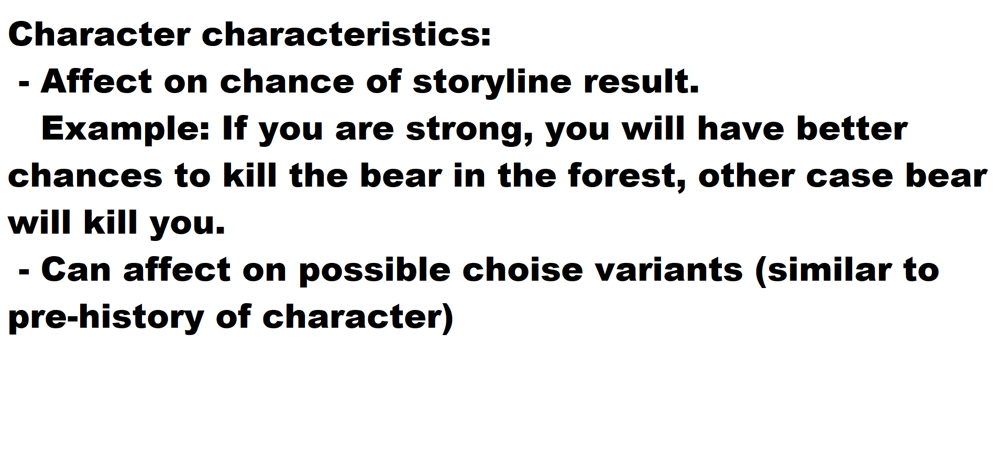 Character characteristics:
- Affect on chance of storyline result.
Example: If you are strong, you will have better
chances to kill the bear in the forest, other case bear
will kill you.
- Can affect on possible choise variants (similar to
pre-history of character)